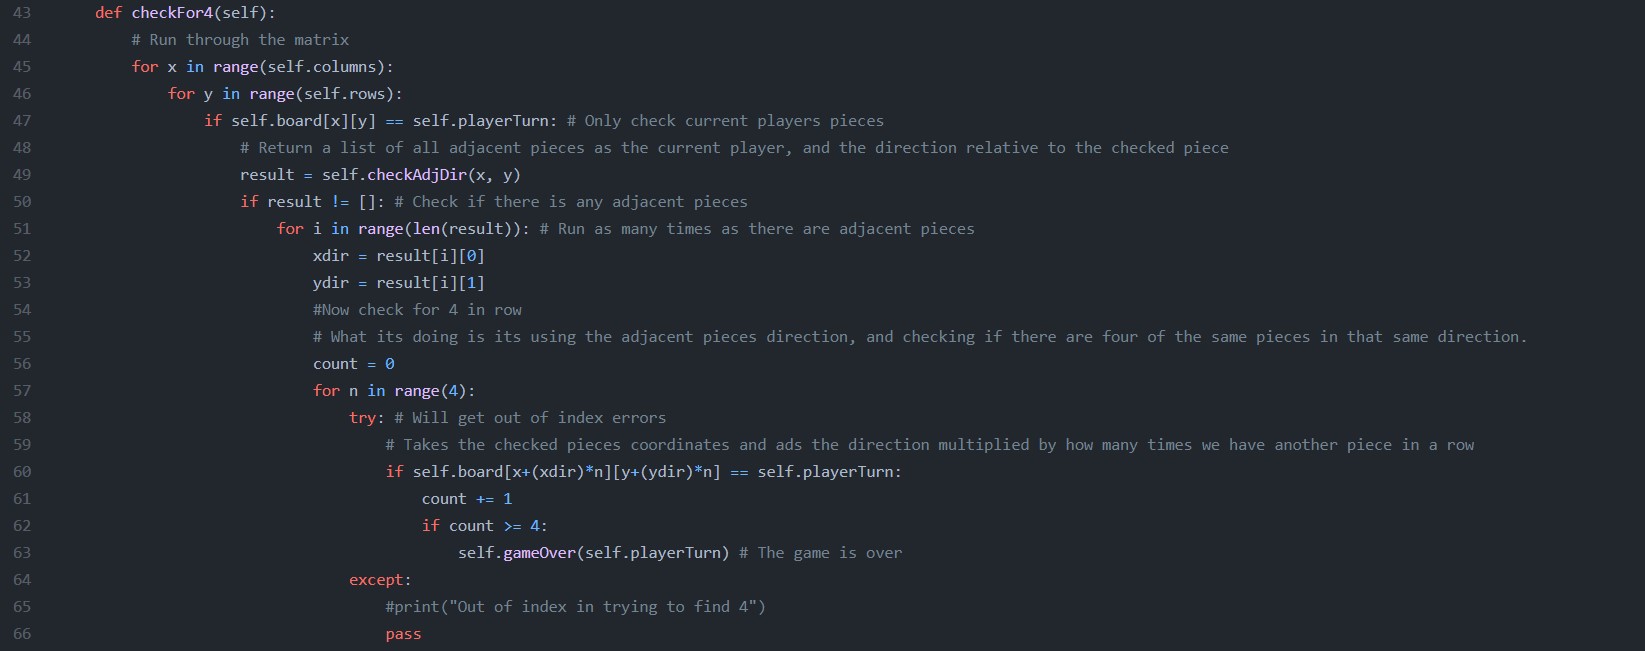 43 def checkFor4(self):
44 # Run through the matrix
45 for x in range(self.columns):
46 for y in range(self.rows):
47 if self.board[x][y] == self.playerTurn: # Only check current players pieces
48 # Return a list of all adjacent pieces as the current player, and the direction relative to the checked piece
49 result = self.checkAdjDir(x, y)
50 if result != []: # Check if there is any adjacent pieces
51 for i in range(len(result)): # Run as many times as there are adjacent pieces
52 xdir = result[i][0]
53 ydir = result[i][1]
54 #Now check for 4 in row
55 # What its doing is its using the adjacent pieces direction, and checking if there are four of the same pieces in that same direction.
56 count = 0
57 for n in range(4):
58 try: # Will get out of index errors
59 # Takes the checked pieces coordinates and ads the direction multiplied by how many times we have another piece in a row
60 if self.board[x+(xdir)*n][y+(ydir)*n] == self.playerTurn:
61 count += 1
62 if count >= 4:
63 self.gameOver(self.playerTurn) # The game is over
64 except:
65 #print("Out of index in trying to find 4")
66 pass